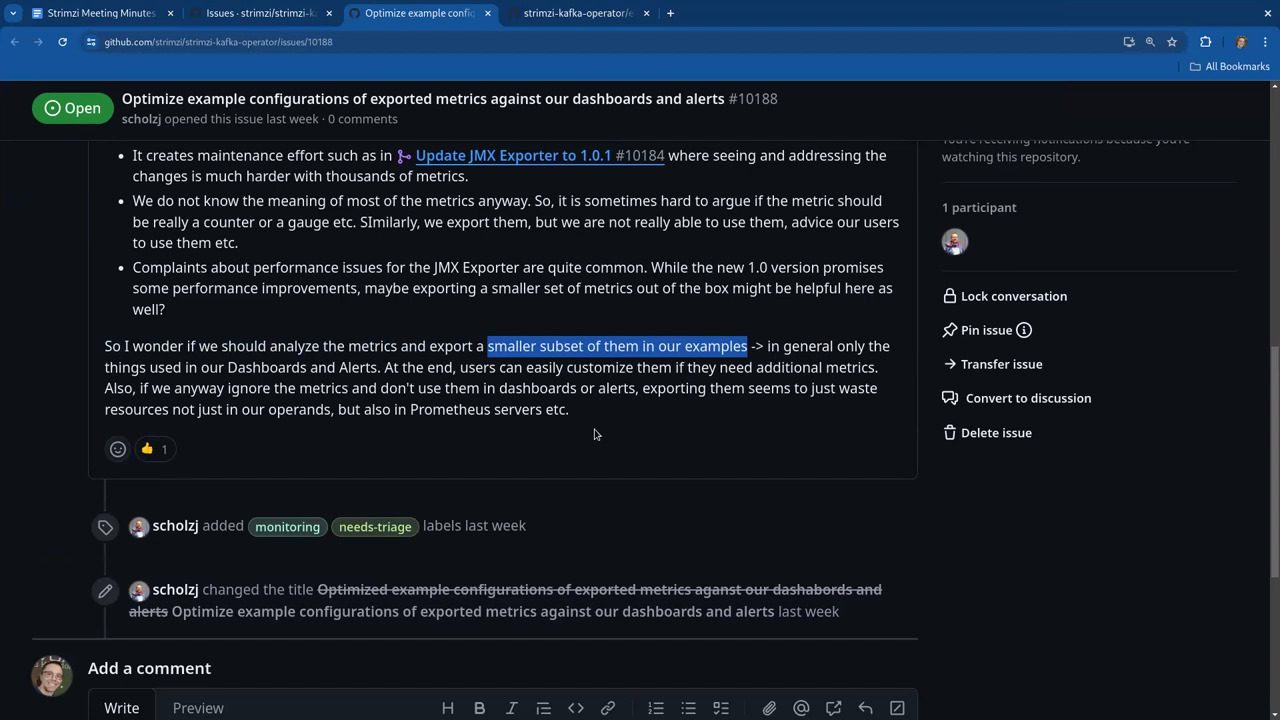 Strimzi Meeting Minutes
Issues · strimzi/strimzi-k
Optimize example config
strimzi-kafka-operator/e
github.com/strimzi/strimzi-kafka-operator/issues/10188
All Bookmarks
Open
Optimize example configurations of exported metrics against our dashboards and alerts #10188
scholzj opened this issue last week · 0 comments
It creates maintenance effort such as in Update JMX Exporter to 1.0.1 #10184 where seeing and addressing the
changes is much harder with thousands of metrics.
We do not know the meaning of most of the metrics anyway. So, it is sometimes hard to argue if the metric should
be really a counter or a gauge etc. SImilarly, we export them, but we are not really able to use them, advice our users
to use them etc.
Complaints about performance issues for the JMX Exporter are quite common. While the new 1.0 version promises
some performance improvements, maybe exporting a smaller set of metrics out of the box might be helpful here as
well?
So I wonder if we should analyze the metrics and export a smaller subset of them in our examples -> in general only the
things used in our Dashboards and Alerts. At the end, users can easily customize them if they need additional metrics.
Also, if we anyway ignore the metrics and don't use them in dashboards or alerts, exporting them seems to just waste
resources not just in our operands, but also in Prometheus servers etc.
👍 1
scholzj added monitoring needs-triage labels last week
scholzj changed the title Optimized example configurations of exported metrics aganst our dashabords and
alerts Optimize example configurations of exported metrics against our dashboards and alerts last week
Add a comment
Write Preview
You're receiving notifications because you're
watching this repository.
1 participant
Lock conversation
Pin issue
Transfer issue
Convert to discussion
Delete issue